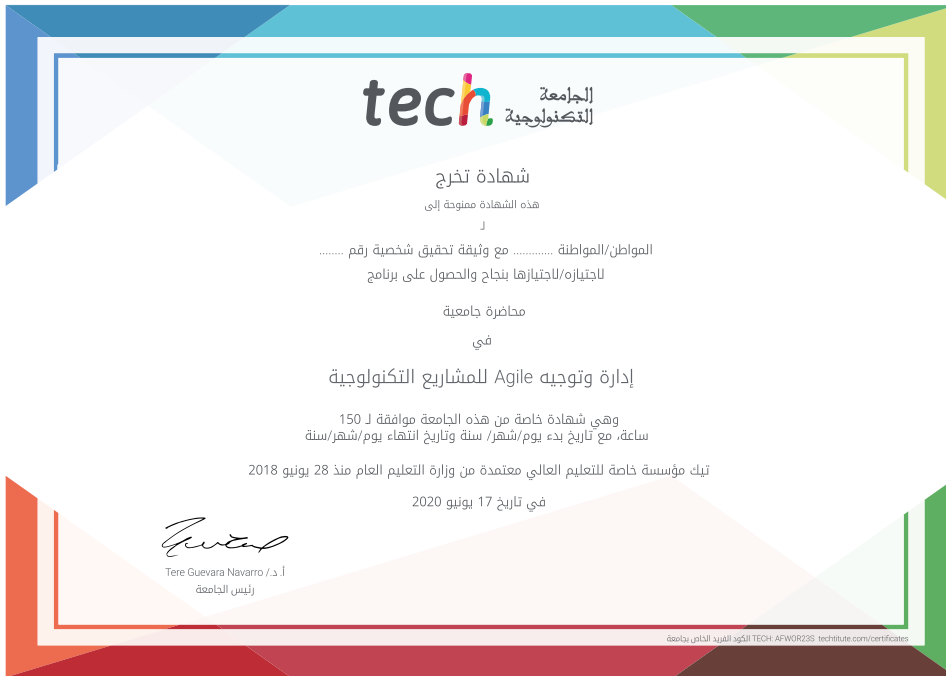 tech الجامعة
التكنولوجية
شهادة تخرج
هذه الشهادة ممنوحة إلى
لـ
المواطن/المواطنة ............ مع وثيقة تحقيق شخصية رقم ........
لاجتيازه/لاجتيازها بنجاح والحصول على برنامج
محاضرة جامعية
في
إدارة وتوجيه Agile للمشاريع التكنولوجية
وهي شهادة خاصة من هذه الجامعة موافقة لـ 150
ساعة، مع تاريخ بدء يوم/شهر/ سنة وتاريخ انتهاء يوم/شهر/سنة
تيك مؤسسة خاصة للتعليم العالي معتمدة من وزارة التعليم العام منذ 28 يونيو 2018
في تاريخ 17 يونيو 2020
أ. د./ Tere Guevara Navarro
رئيس الجامعة
الكود الفريد الخاص بجامعة TECH: AFWOR23S techtitute.com/certificates